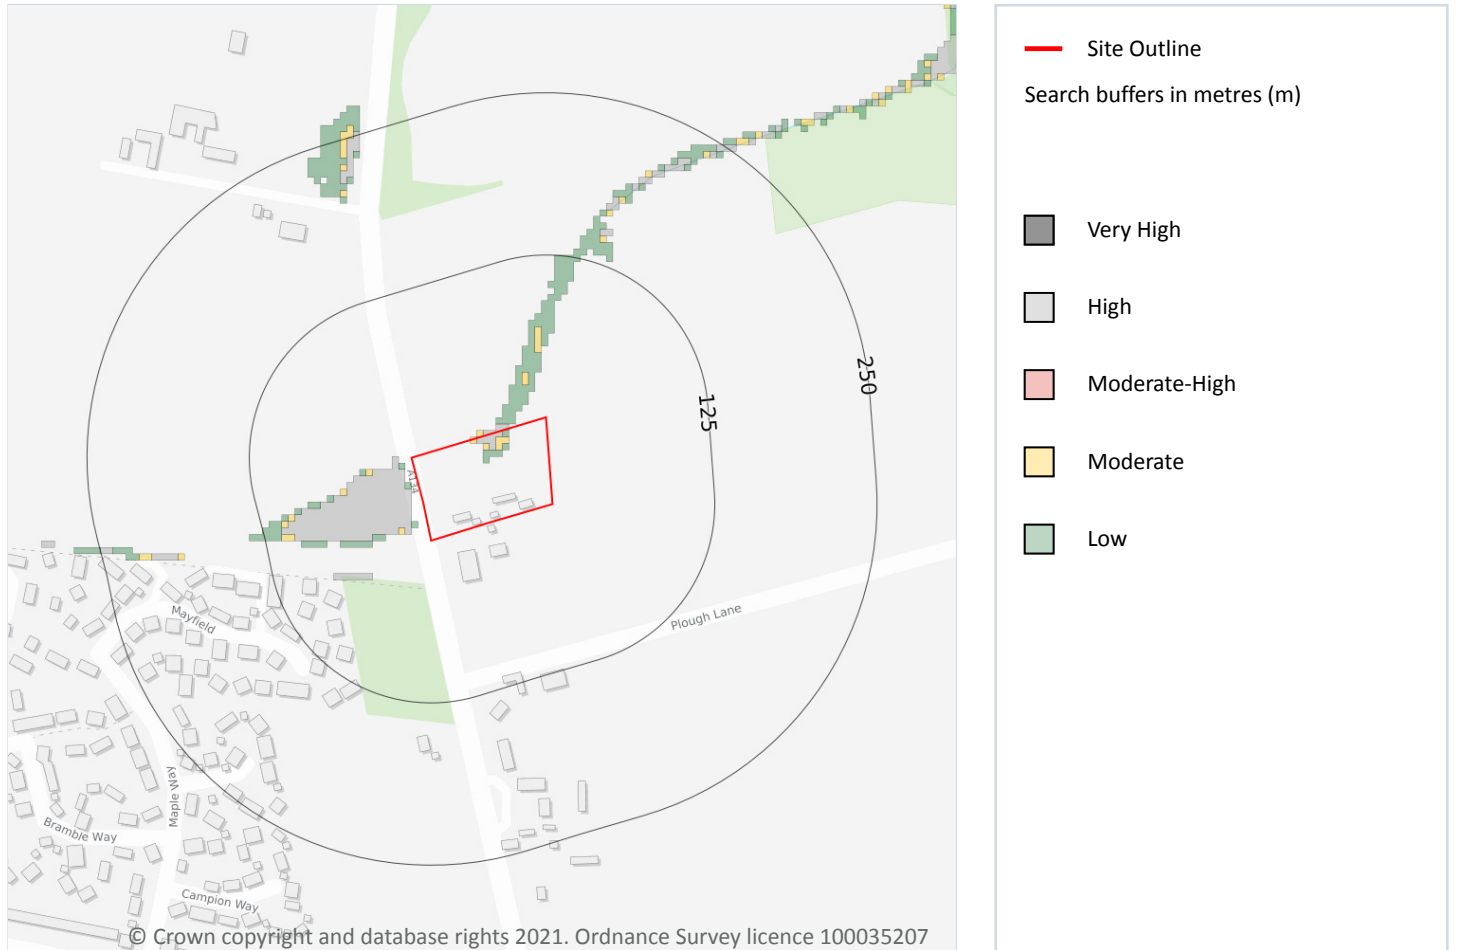 Site Outline
Search buffers in metres (m)
Very High
High
Moderate-High
Moderate
Low
250
125
A134
Plough Lane
Mayfield
Maple Way
Bramble Way
Campion Way
© Crown copyright and database rights 2021. Ordnance Survey licence 100035207